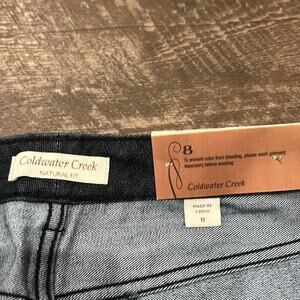 8
To prevent color from bleeding, please wash garment
separately before wearing
Coldwater Creek
Coldwater Creek
NATURAL FIT
MADE IN
CHINA
8